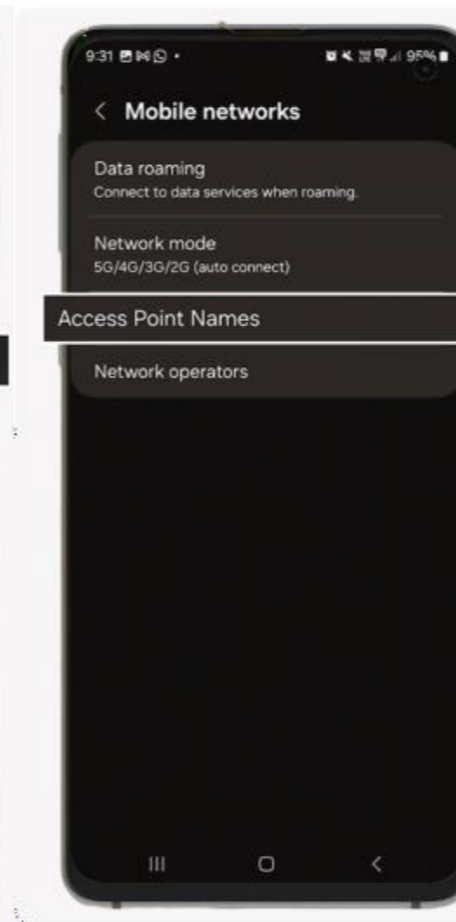 9:31
95%
Mobile networks
Data roaming
Connect to data services when roaming.
Network mode
5G/4G/3G/2G (auto connect)
Access Point Names
Network operators